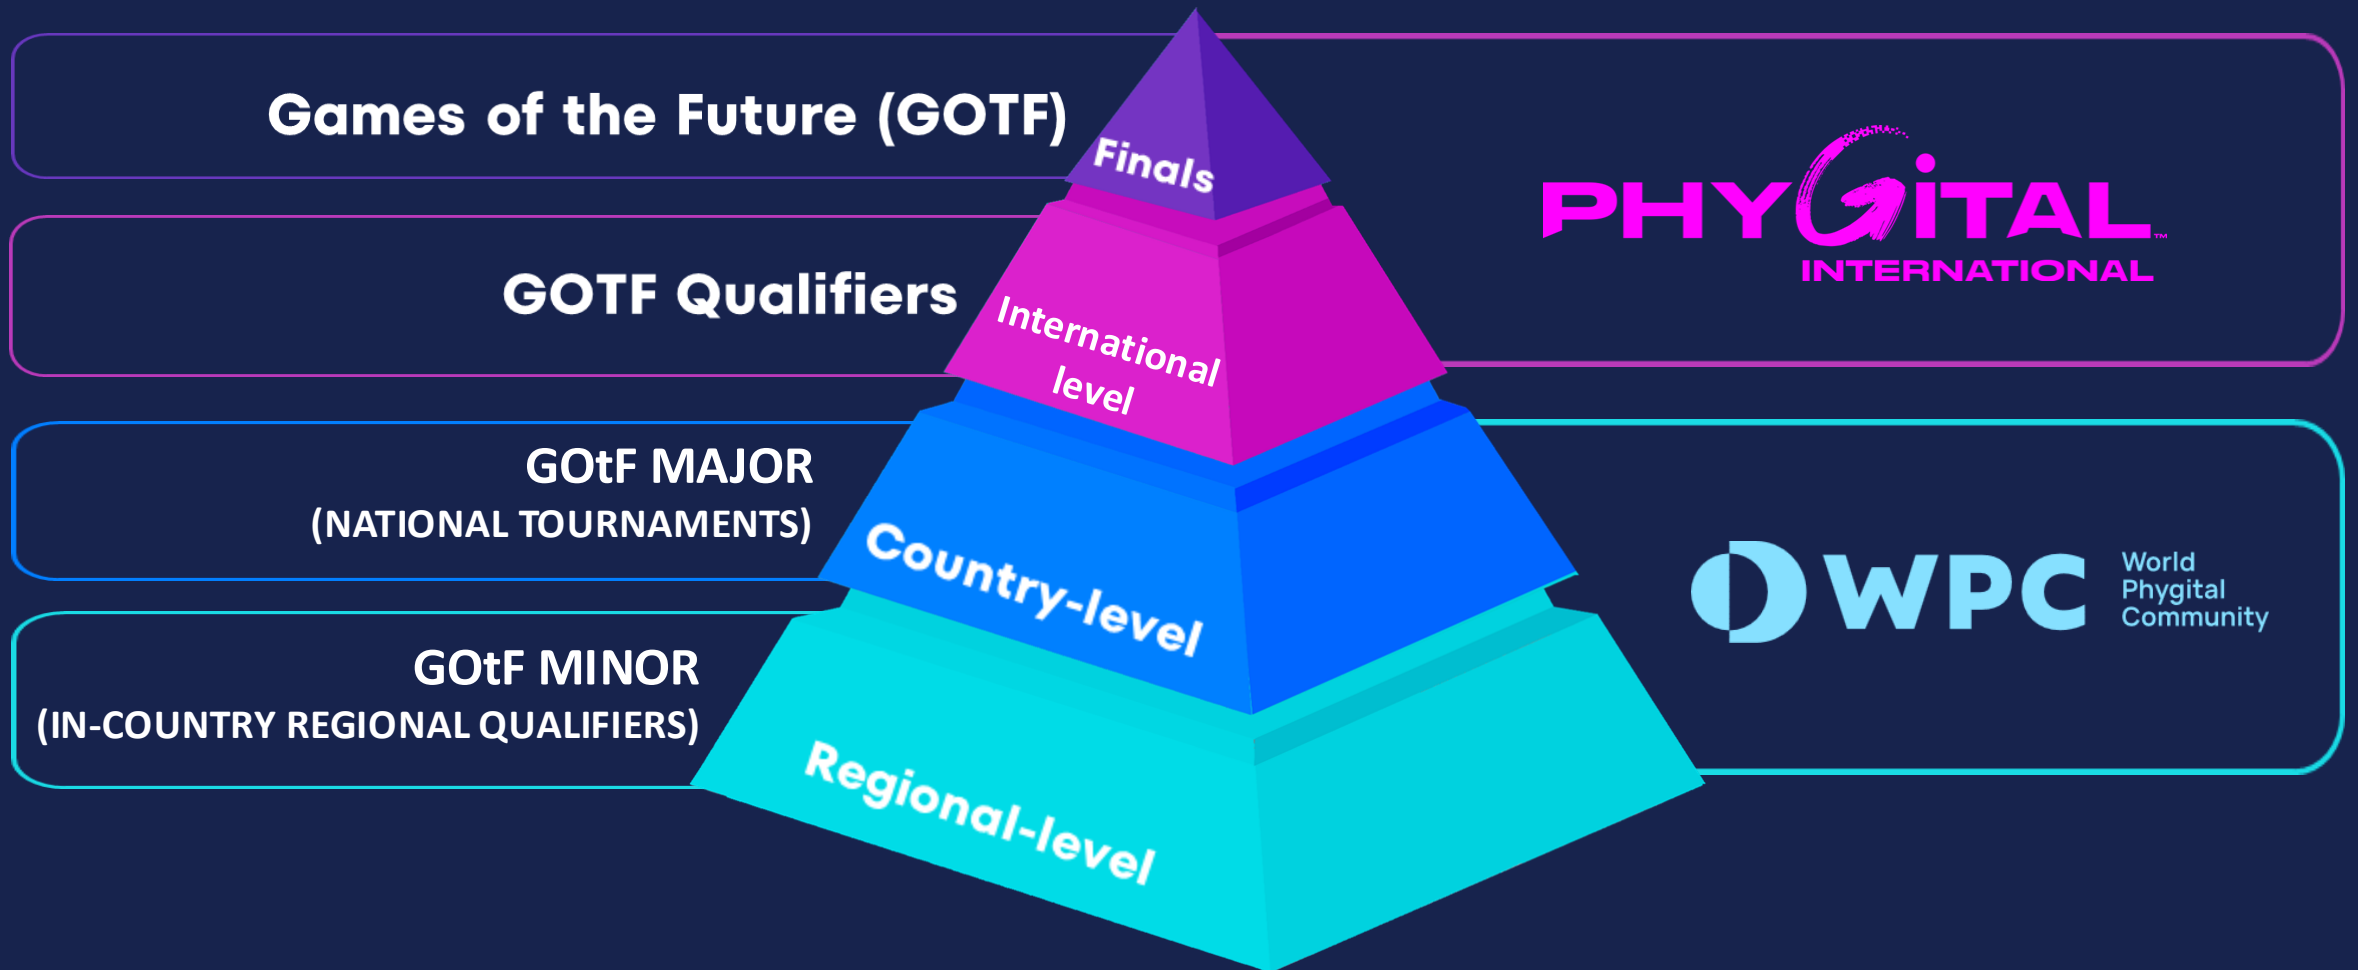 Games of the Future (GOTF)
Finals
PHYGiTAL™
INTERNATIONAL
GOTF Qualifiers
International
level
GOtF MAJOR
(NATIONAL TOURNAMENTS)
Country-level
WPC
World
Phygital
Community
GOtF MINOR
(IN-COUNTRY REGIONAL QUALIFIERS)
Regional-level